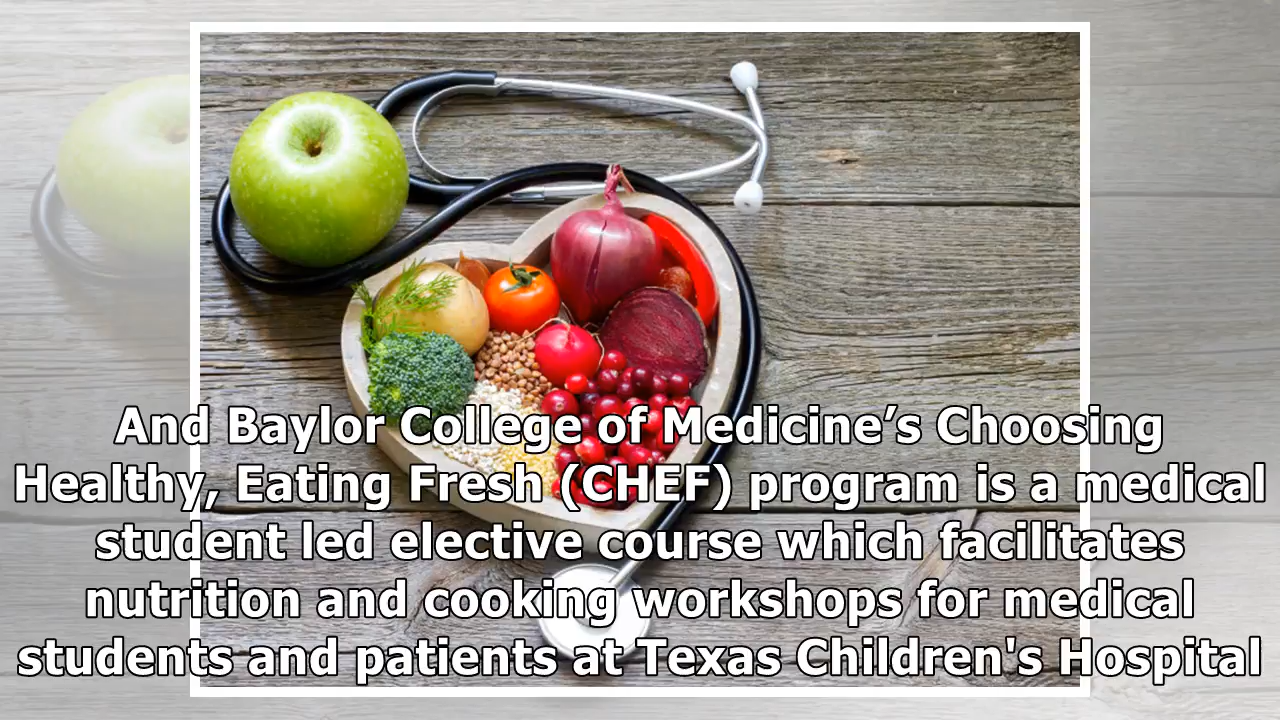 And Baylor College of Medicine’s Choosing
Healthy, Eating Fresh (CHEF) program is a medical
student led elective course which facilitates
nutrition and cooking workshops for medical
students and patients at Texas Children's Hospital